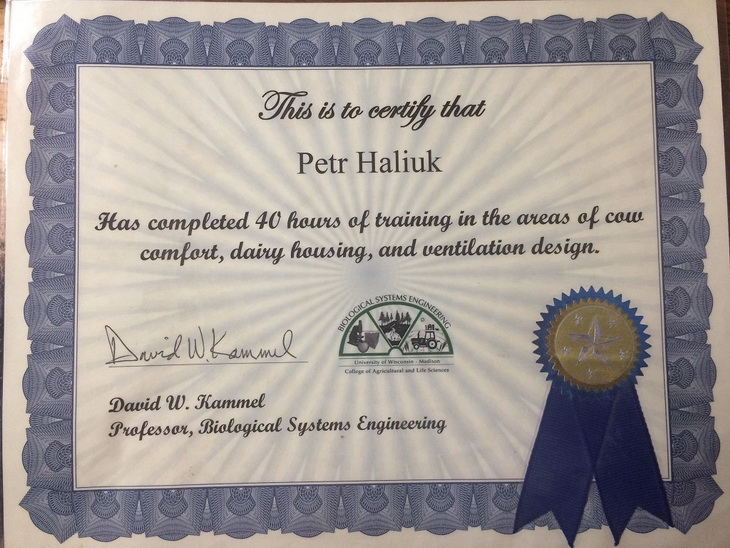 This is to certify that
Petr Haliuk
Has completed 40 hours of training in the areas of cow
comfort, dairy housing, and ventilation design.
BIOLOGICAL SYSTEMS ENGINEERING
University of Wisconsin - Madison
College of Agricultural and Life Sciences
David W. Kammel
David W. Kammel
Professor, Biological Systems Engineering